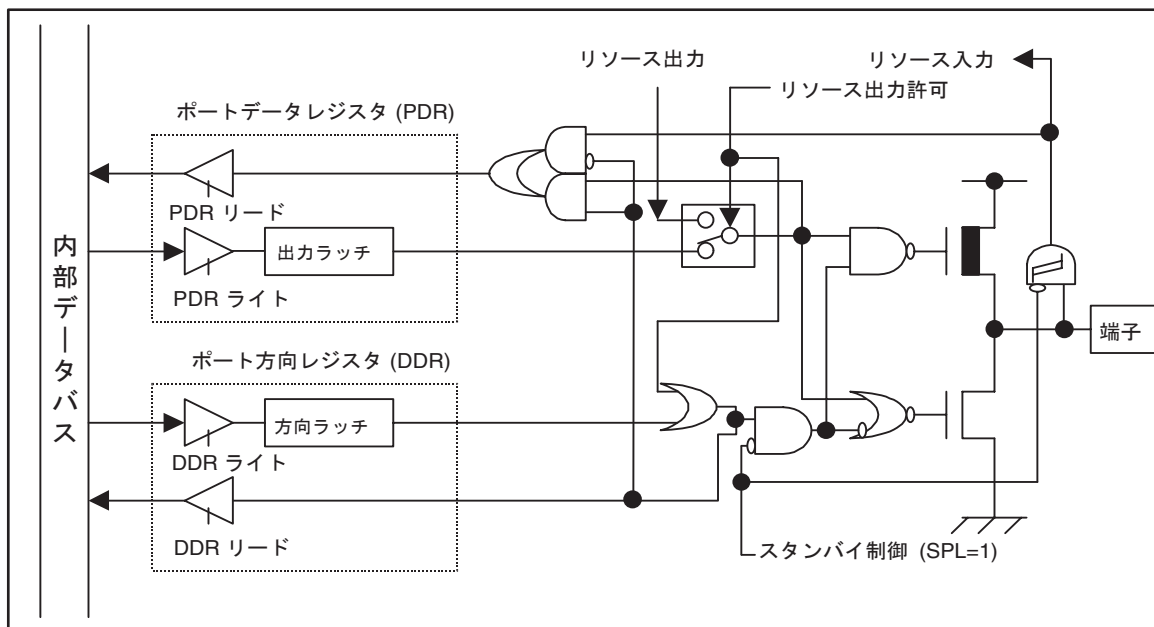 リソース出力
リソース入力
リソース出力許可
ポートデータレジスタ (PDR)
PDR リード
出力ラッチ
PDR ライト
内部データバス
端子
ポート方向レジスタ (DDR)
方向ラッチ
DDR ライト
DDR リード
スタンバイ制御 (SPL=1)